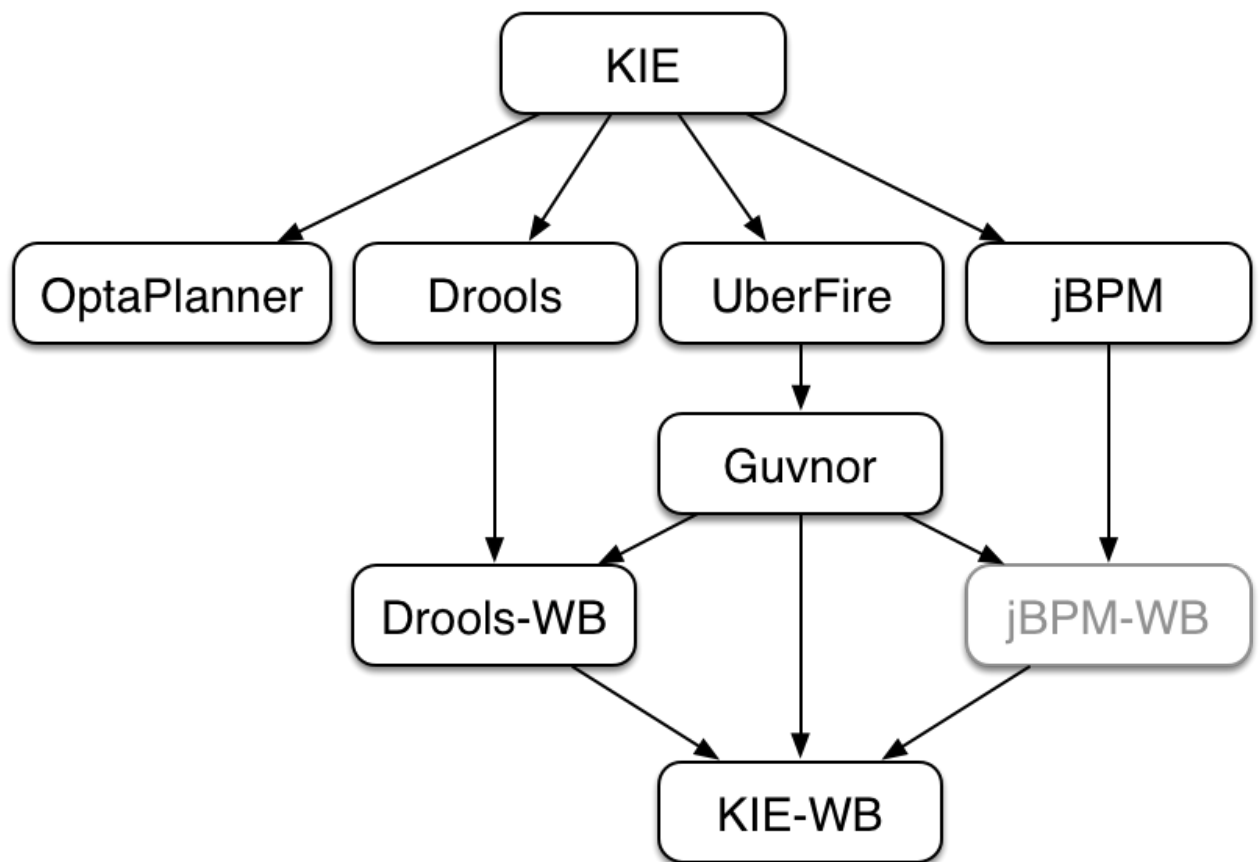 KIE
OptaPlanner
Drools
UberFire
jBPM
Guvnor
Drools-WB
jBPM-WB
KIE-WB